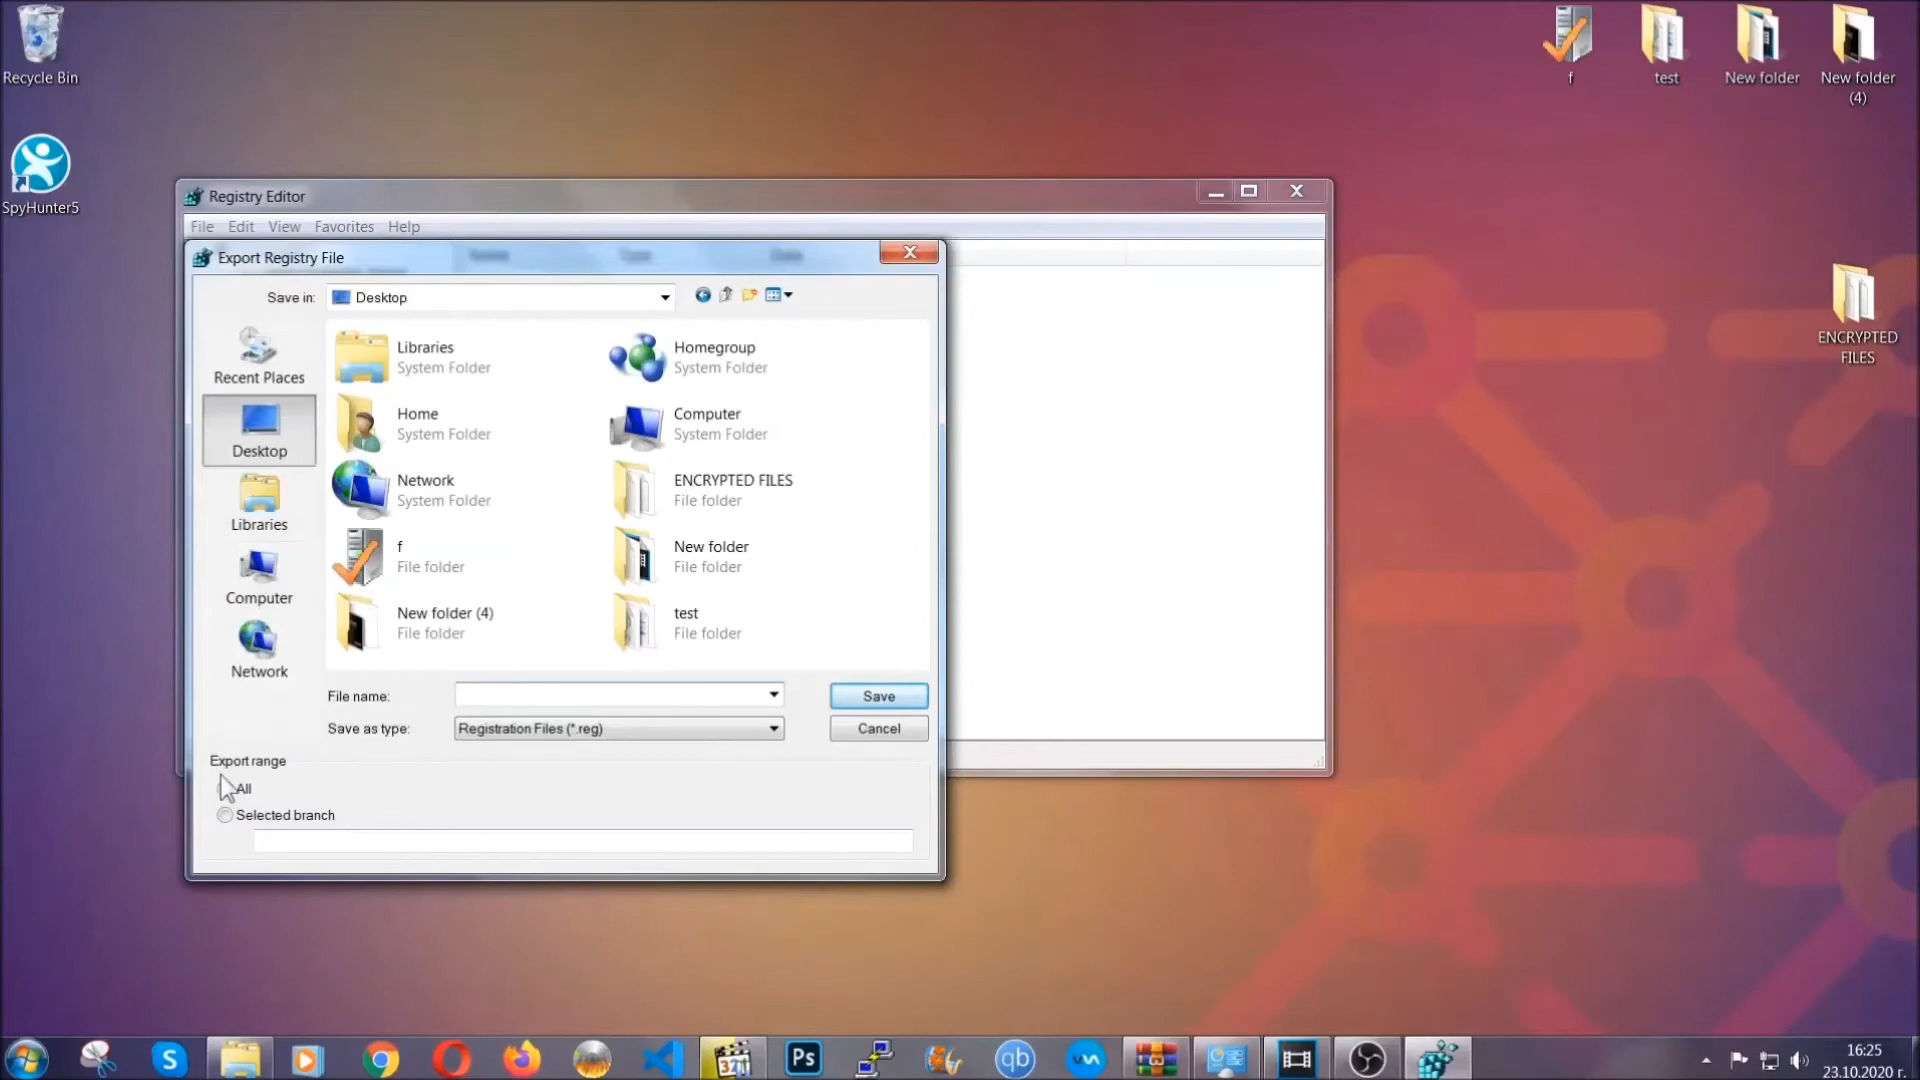 Recycle Bin
SpyHunter5
f
test
New folder
New folder
(4)
ENCRYPTED
FILES
Registry Editor
File Edit View Favorites Help
Export Registry File
Save in:
Desktop
Recent Places
Desktop
Libraries
Computer
Network
Libraries
System Folder
Homegroup
System Folder
Home
System Folder
Computer
System Folder
Network
System Folder
ENCRYPTED FILES
File folder
f
File folder
New folder
File folder
New folder (4)
File folder
test
File folder
File name:
Save
Save as type:
Registration Files (*.reg)
Cancel
Export range
All
Selected branch
S
321
Ps
qb
16:25
23.10.2020 г.